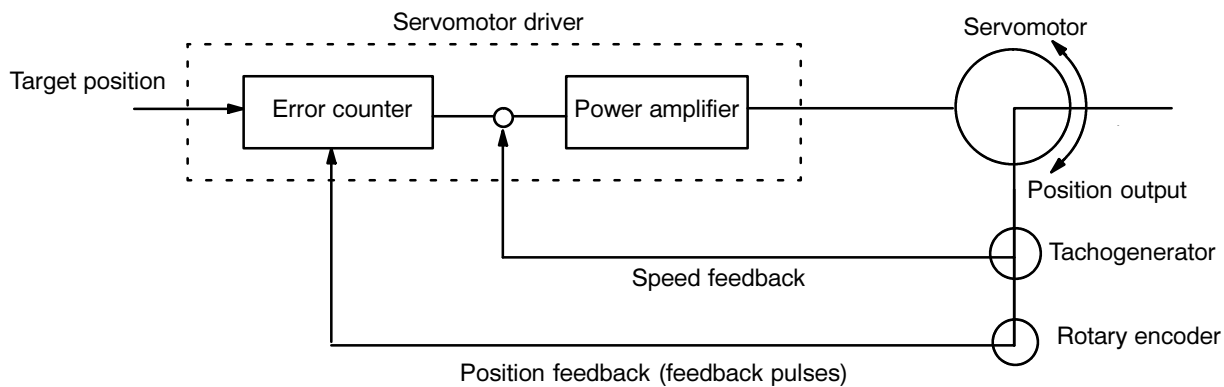 Servomotor driver
Servomotor
Target position
Error counter
Power amplifier
Position output
Tachogenerator
Speed feedback
Rotary encoder
Position feedback (feedback pulses)